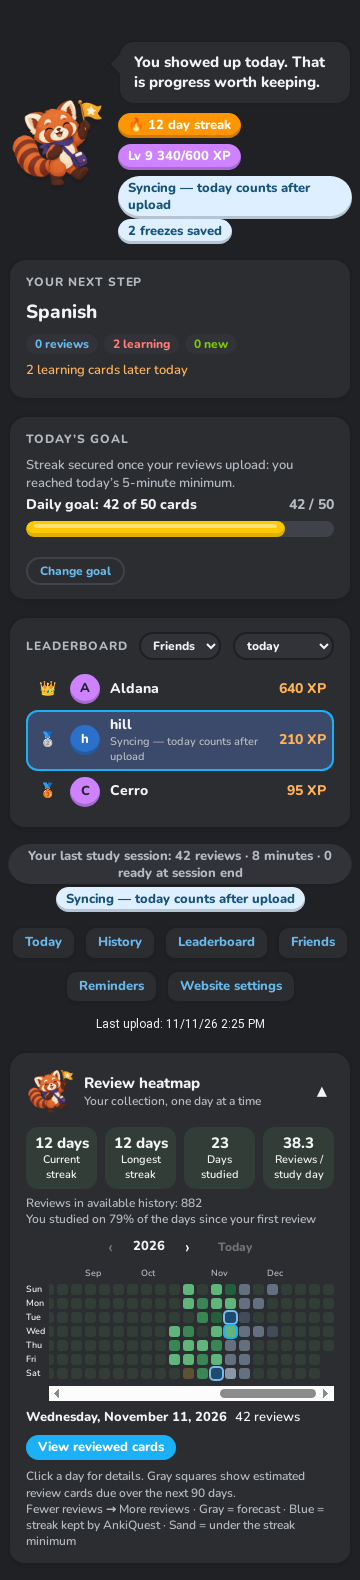 You showed up today. That
is progress worth keeping.
🔥 12 day streak
Lv 9 340/600 XP
Syncing — today counts after
upload
2 freezes saved
YOUR NEXT STEP
Spanish
0 reviews 2 learning 0 new
2 learning cards later today
TODAY'S GOAL
Streak secured once your reviews upload: you
reached today's 5-minute minimum.
Daily goal: 42 of 50 cards 42 / 50
Change goal
LEADERBOARD Friends today
👑 A Aldana 640 XP
🥈 h hill 210 XP
Syncing — today counts after
upload
🥉 C Cerro 95 XP
Your last study session: 42 reviews · 8 minutes · 0
ready at session end
Syncing — today counts after upload
Today History Leaderboard Friends
Reminders Website settings
Last upload: 11/11/26 2:25 PM
Review heatmap ▲
Your collection, one day at a time
12 days 12 days 23 38.3
Current Longest Days Reviews /
streak streak studied study day
Reviews in available history: 882
You studied on 79% of the days since your first review
‹ 2026 › Today
Sep Oct Nov Dec
Sun
Mon
Tue
Wed
Thu
Fri
Sat
Wednesday, November 11, 2026 42 reviews
View reviewed cards
Click a day for details. Gray squares show estimated
review cards due over the next 90 days.
Fewer reviews → More reviews · Gray = forecast · Blue =
streak kept by AnkiQuest · Sand = under the streak
minimum